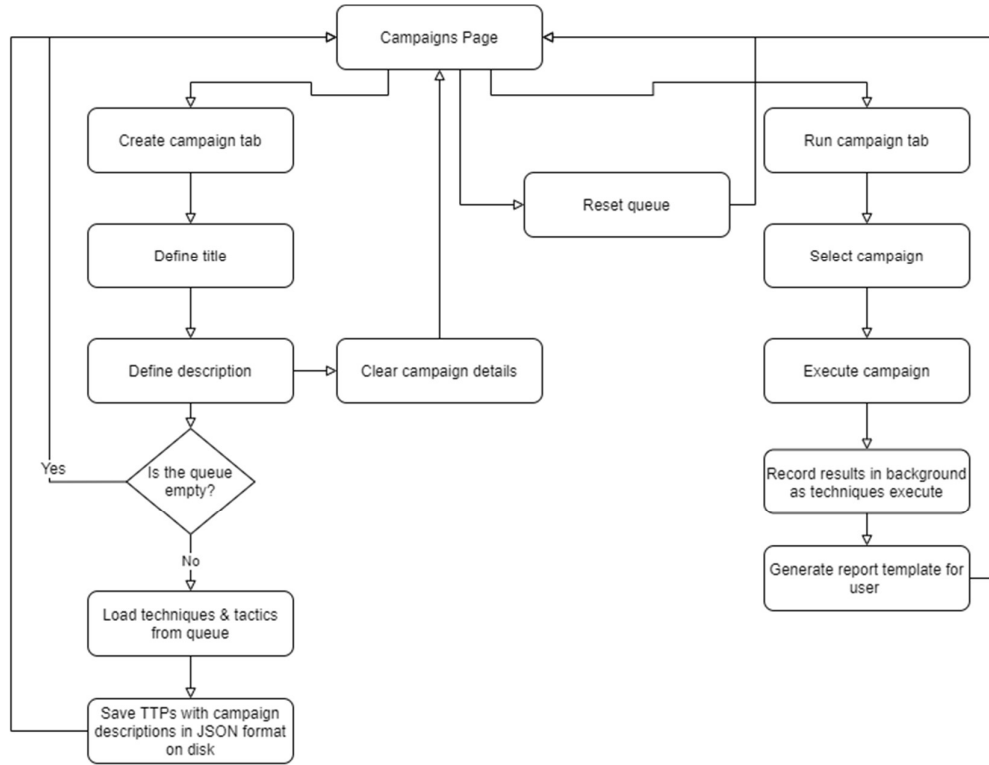 Campaigns Page
Create campaign tab
Run campaign tab
Reset queue
Define title
Select campaign
Define description
Clear campaign details
Execute campaign
Yes
Is the queue
empty?
Record results in background
as techniques execute
No
Generate report template for
user
Load techniques & tactics
from queue
Save TTPs with campaign
descriptions in JSON format
on disk